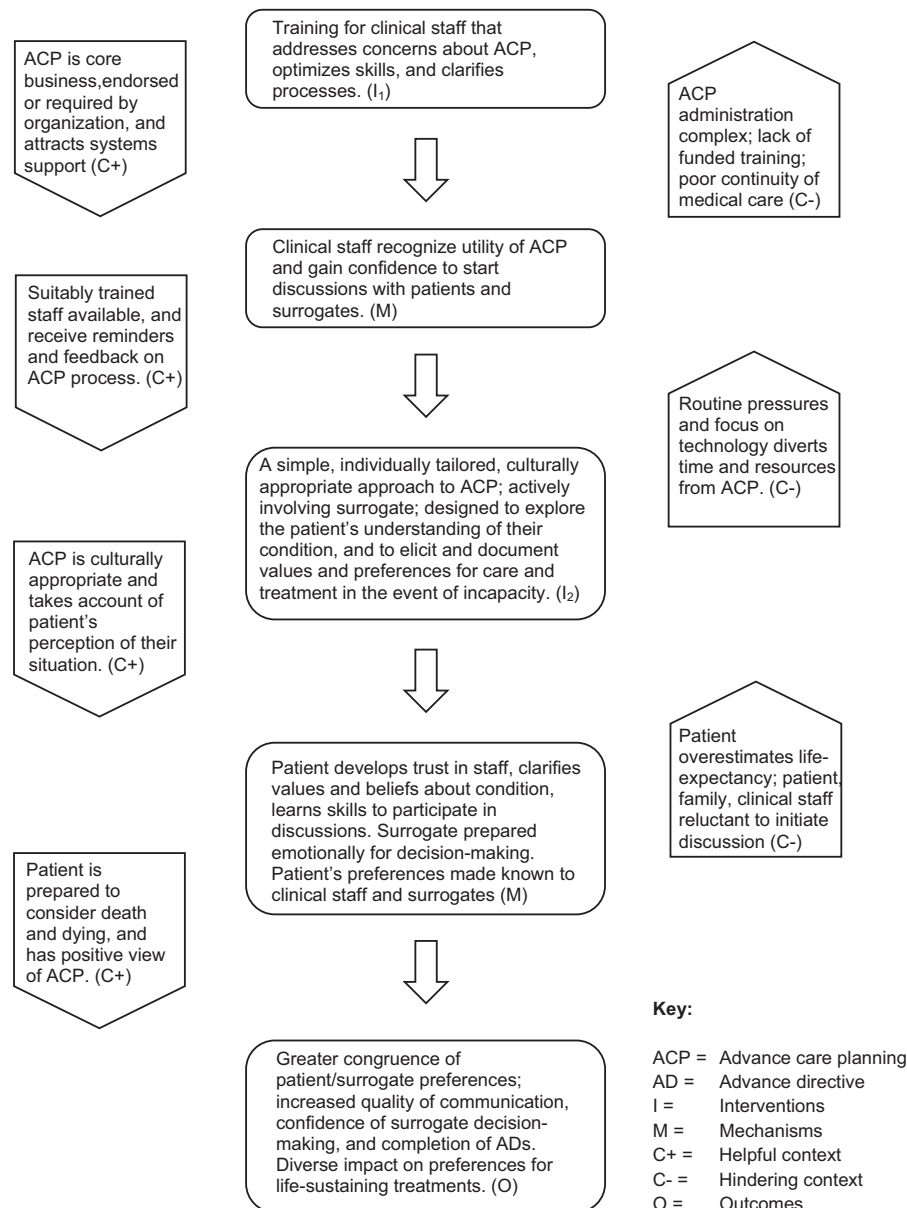 Training for clinical staff that
addresses concerns about ACP,
optimizes skills, and clarifies
processes. (I₁)
ACP is core
business,endorsed
or required by
organization, and
attracts systems
support (C+)
ACP
administration
complex; lack of
funded training;
poor continuity of
medical care (C-)
Clinical staff recognize utility of ACP
and gain confidence to start
discussions with patients and
surrogates. (M)
Suitably trained
staff available, and
receive reminders
and feedback on
ACP process. (C+)
Routine pressures
and focus on
technology diverts
time and resources
from ACP. (C-)
A simple, individually tailored, culturally
appropriate approach to ACP; actively
involving surrogate; designed to explore
the patient's understanding of their
condition, and to elicit and document
values and preferences for care and
treatment in the event of incapacity. (I₂)
ACP is culturally
appropriate and
takes account of
patient's
perception of their
situation. (C+)
Patient
overestimates life-
expectancy; patient,
family, clinical staff
reluctant to initiate
discussion (C-)
Patient develops trust in staff, clarifies
values and beliefs about condition,
learns skills to participate in
discussions. Surrogate prepared
emotionally for decision-making.
Patient's preferences made known to
clinical staff and surrogates (M)
Patient is
prepared to
consider death
and dying, and
has positive view
of ACP. (C+)
Greater congruence of
patient/surrogate preferences;
increased quality of communication,
confidence of surrogate decision-
making, and completion of ADs.
Diverse impact on preferences for
life-sustaining treatments. (O)
Key:
ACP = Advance care planning
AD = Advance directive
I = Interventions
M = Mechanisms
C+ = Helpful context
C- = Hindering context
O = Outcomes